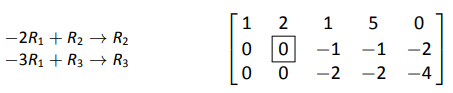 −2R₁ + R₂ → R₂
−3R₁ + R₃ → R₃
1 2 1 5 0
0 0 −1 −1 −2
0 0 −2 −2 −4